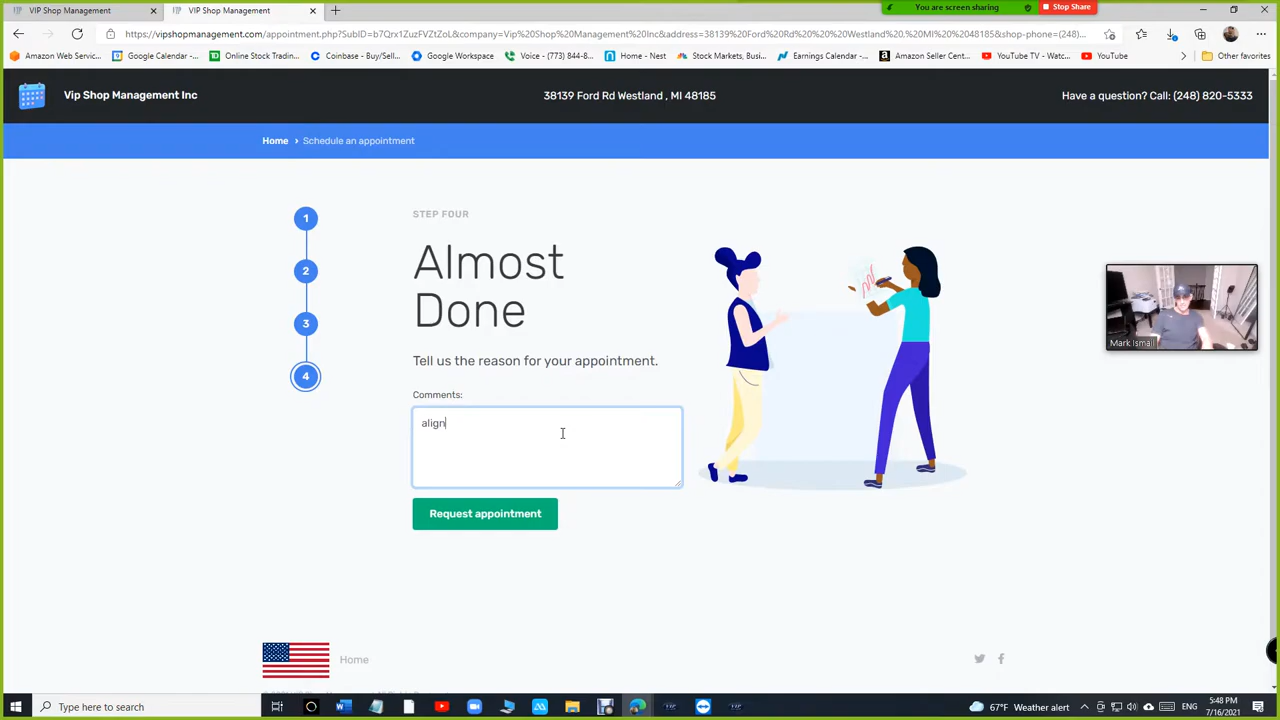 VIP Shop Management
VIP Shop Management
You are screen sharing
Stop Share
https://vipshopmanagement.com/appointment.php?SubID=b7Qrx1ZuzFVZtZoL&company=Vip%20Shop%20Management%20Inc&address=38139%20Ford%20Rd%20%20%20Westland%20,%20MI%20%2048185&shop-phone=(248)...
Amazon Web Servic...
Google Calendar -...
Online Stock Tradin...
Coinbase - Buy/Sell...
Google Workspace
Voice - (773) 844-8...
Home - Nest
Stock Markets, Busi...
Earnings Calendar -...
Amazon Seller Cent...
YouTube TV - Watc...
YouTube
Other favorites
Vip Shop Management Inc
38139 Ford Rd Westland , MI 48185
Have a question? Call: (248) 820-5333
Home › Schedule an appointment
1
2
3
4
STEP FOUR
Almost
Done
Tell us the reason for your appointment.
Comments:
align
Request appointment
Mark Ismail
Home
Type here to search
67°F Weather alert
5:48 PM
7/16/2021